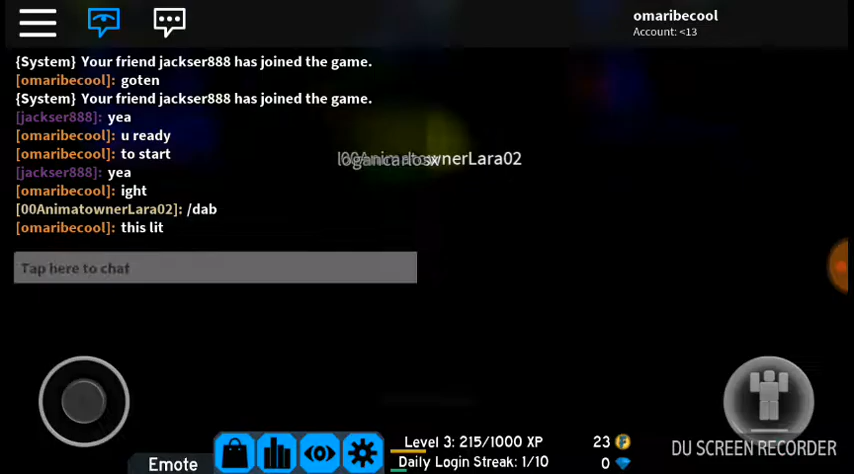 omaribecool
Account: <13
{System} Your friend jackser888 has joined the game.
[omaribecool]: goten
{System} Your friend jackser888 has joined the game.
[jackser888]: yea
[omaribecool]: u ready
[omaribecool]: to start
[jackser888]: yea
[omaribecool]: ight
[00AnimatownerLara02]: /dab
[omaribecool]: this lit
00AnimatownerLara02
logancarlosx
Tap here to chat
Level 3: 215/1000 XP
23
Daily Login Streak: 1/10
0
Emote
DU SCREEN RECORDER